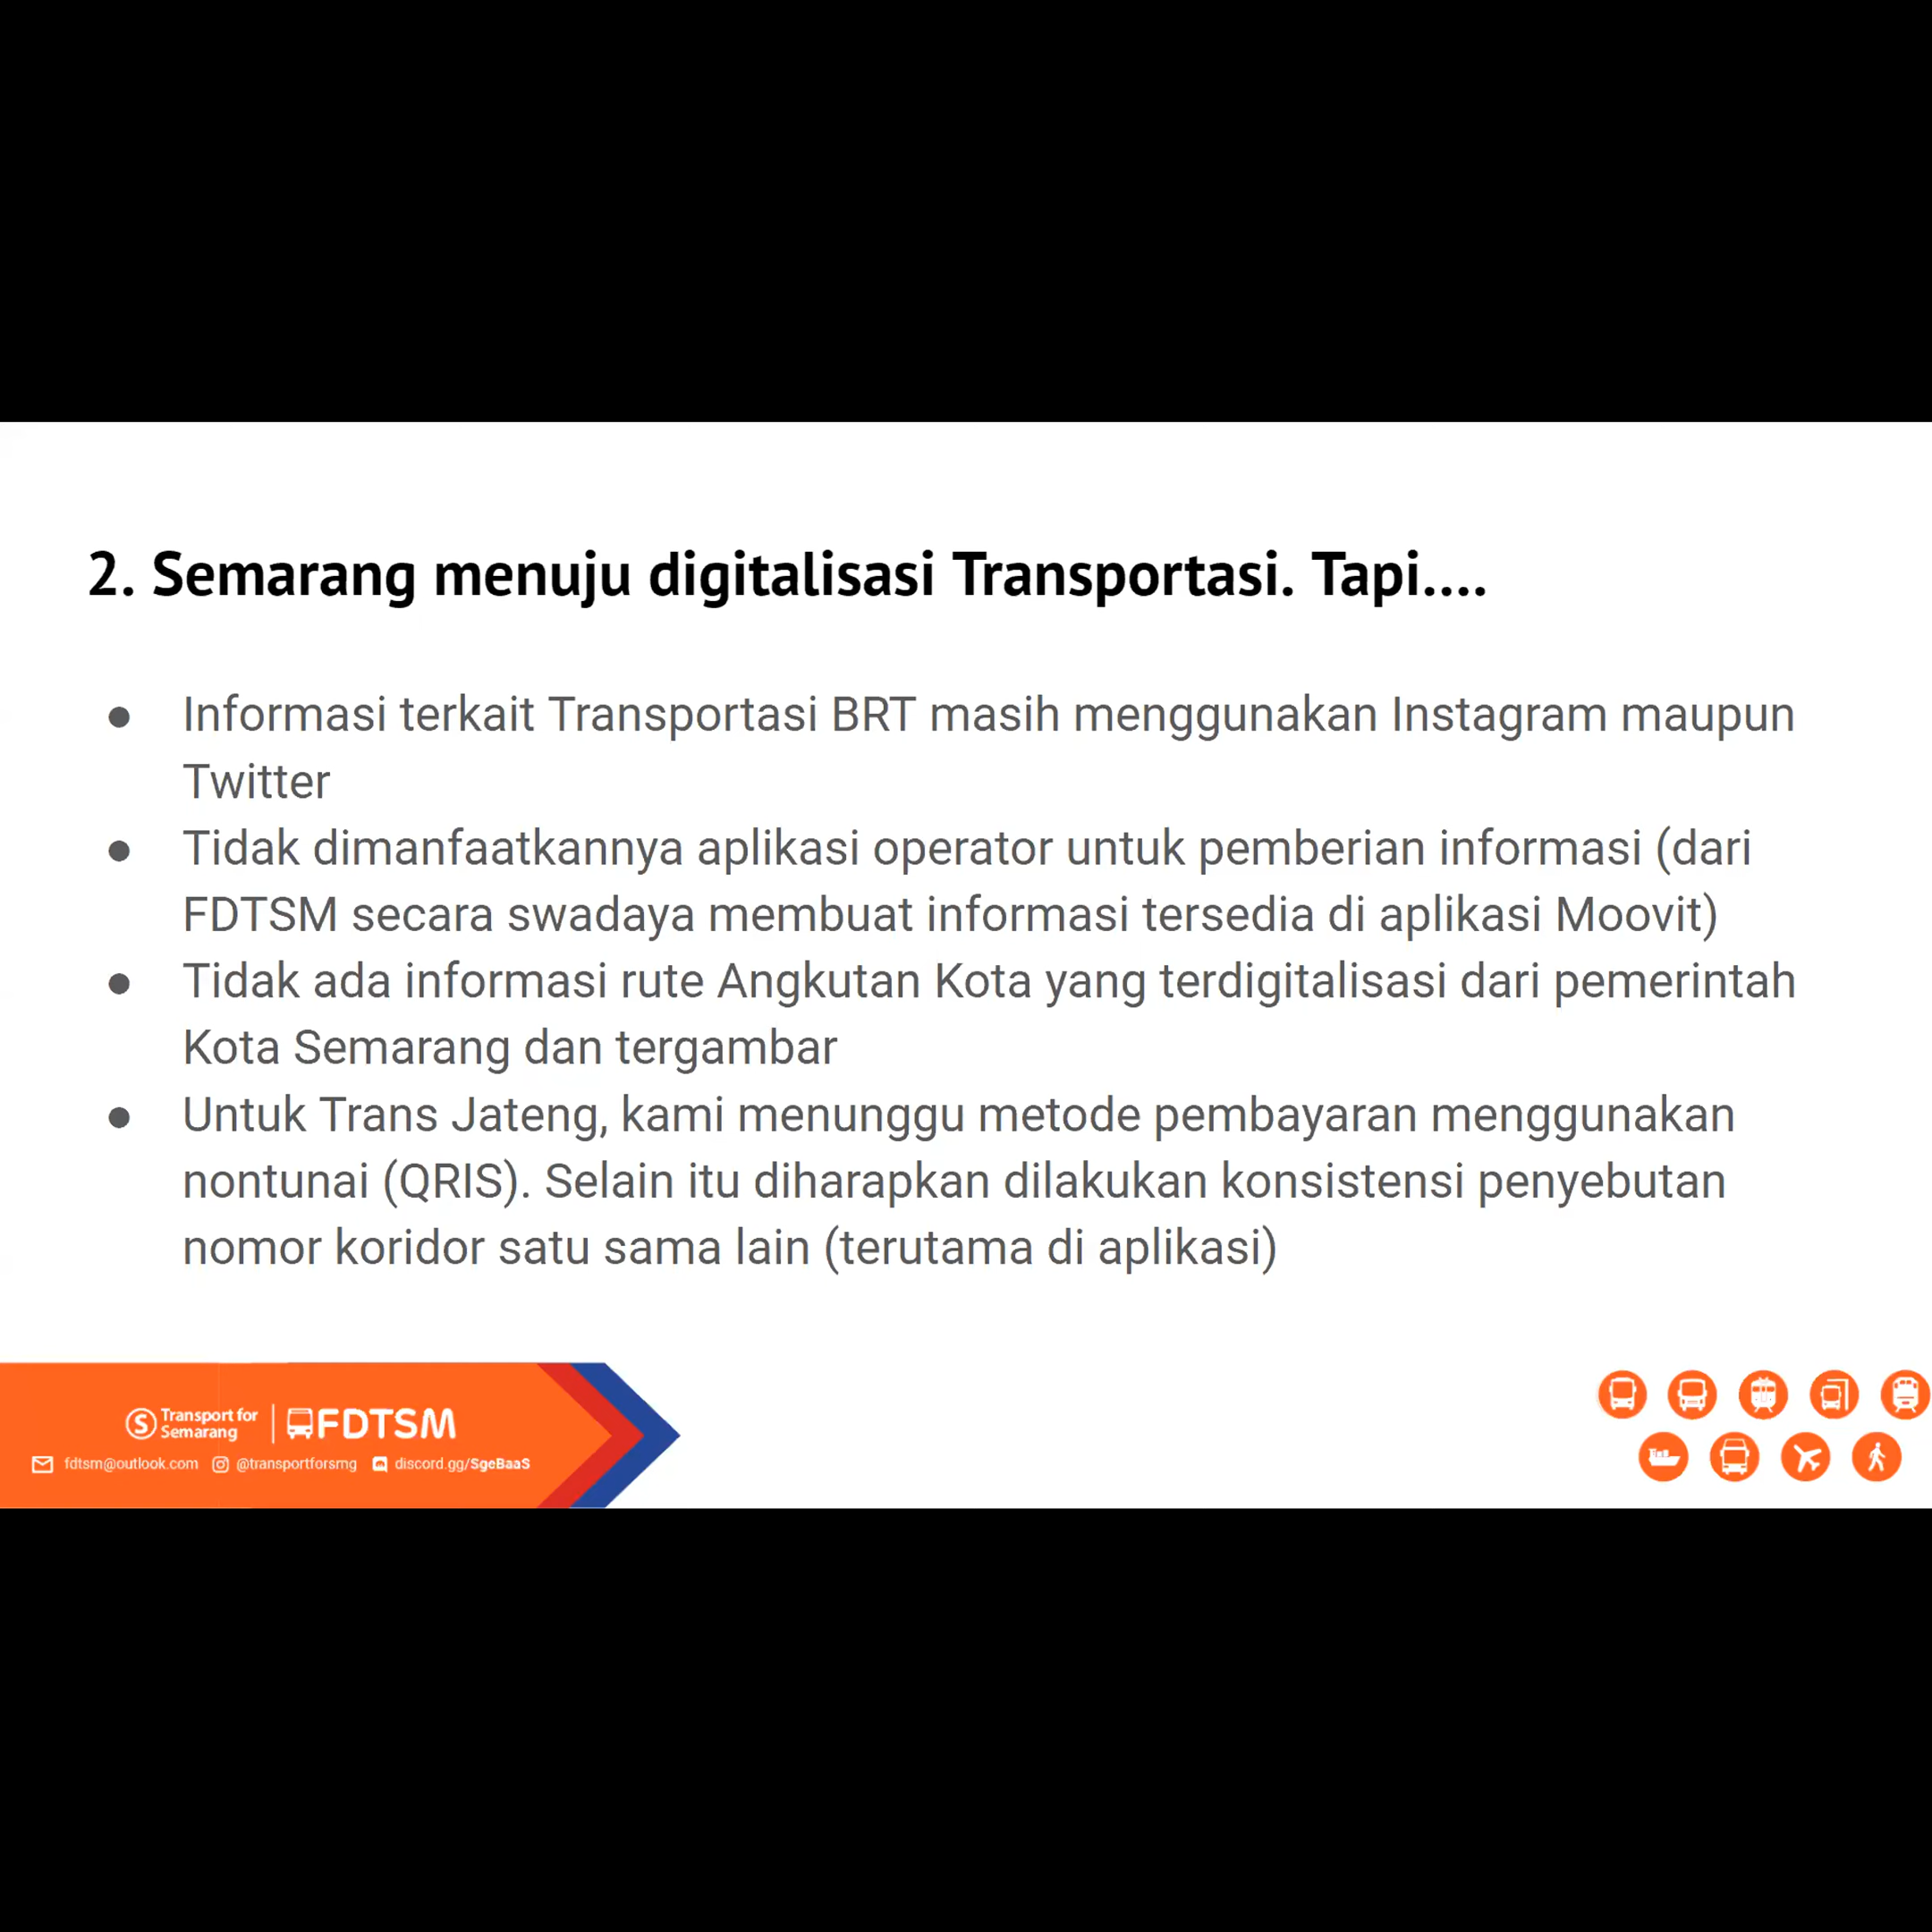 2. Semarang menuju digitalisasi Transportasi. Tapi....
● Informasi terkait Transportasi BRT masih menggunakan Instagram maupun
Twitter
● Tidak dimanfaatkannya aplikasi operator untuk pemberian informasi (dari
FDTSM secara swadaya membuat informasi tersedia di aplikasi Moovit)
● Tidak ada informasi rute Angkutan Kota yang terdigitalisasi dari pemerintah
Kota Semarang dan tergambar
● Untuk Trans Jateng, kami menunggu metode pembayaran menggunakan
nontunai (QRIS). Selain itu diharapkan dilakukan konsistensi penyebutan
nomor koridor satu sama lain (terutama di aplikasi)
S Transport for
Semarang
FDTSM
fdtsm@outlook.com @transportforsmg discord.gg/SgeBaaS